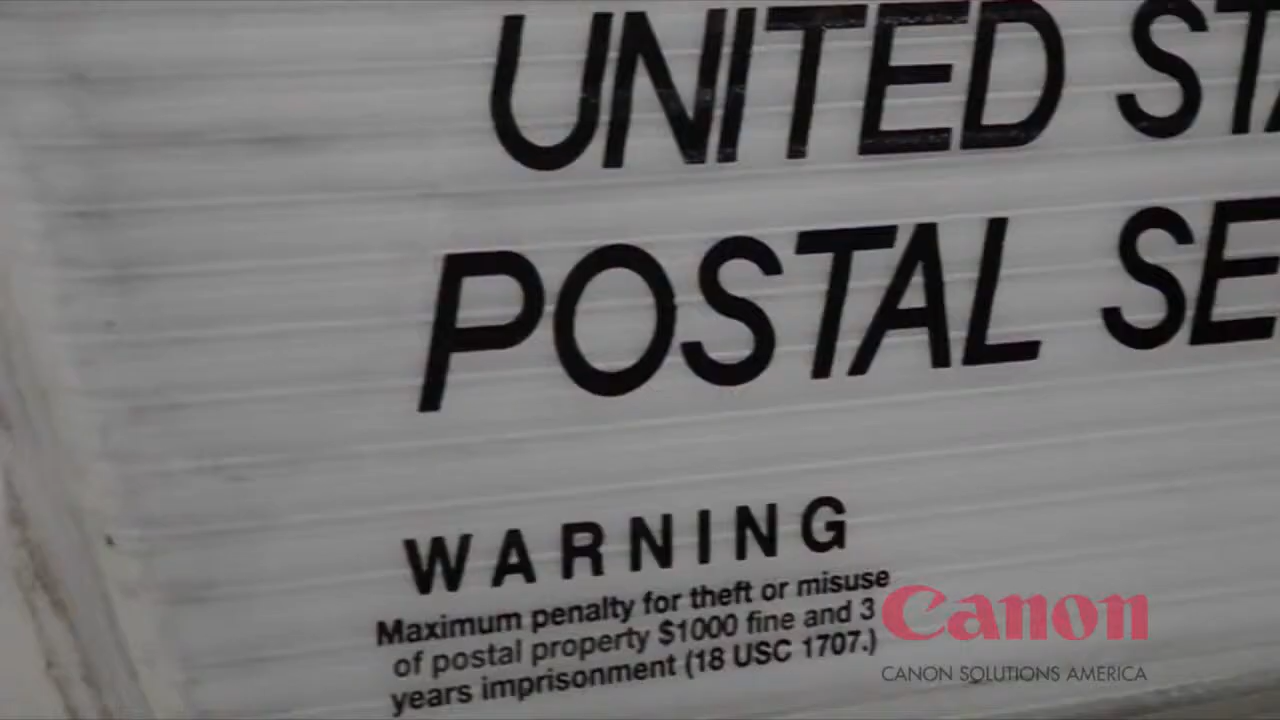 UNITED STA
POSTAL SE
WARNING
Maximum penalty for theft or misuse
of postal property $1000 fine and 3
years imprisonment (18 USC 1707.)
Canon
CANON SOLUTIONS AMERICA